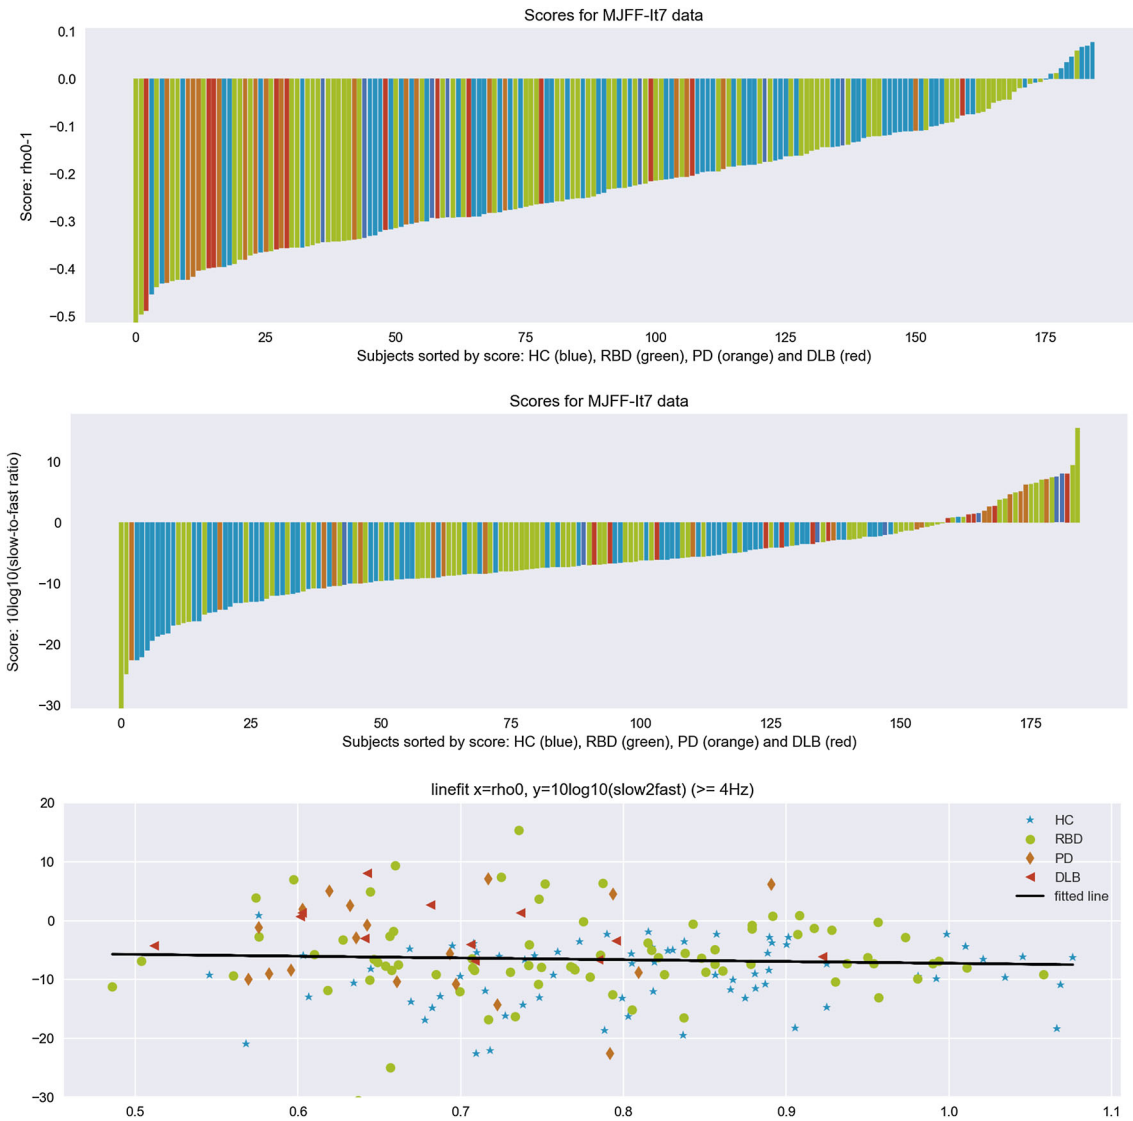 Scores for MJFF-It7 data
0.1
0.0
−0.1
−0.2
−0.3
−0.4
−0.5
Score: rho0-1
0 25 50 75 100 125 150 175
Subjects sorted by score: HC (blue), RBD (green), PD (orange) and DLB (red)
Scores for MJFF-It7 data
10
0
−10
−20
−30
Score: 10log10(slow-to-fast ratio)
0 25 50 75 100 125 150 175
Subjects sorted by score: HC (blue), RBD (green), PD (orange) and DLB (red)
linefit x=rho0, y=10log10(slow2fast) (>= 4Hz)
20
10
0
−10
−20
−30
HC
RBD
PD
DLB
fitted line
0.5 0.6 0.7 0.8 0.9 1.0 1.1